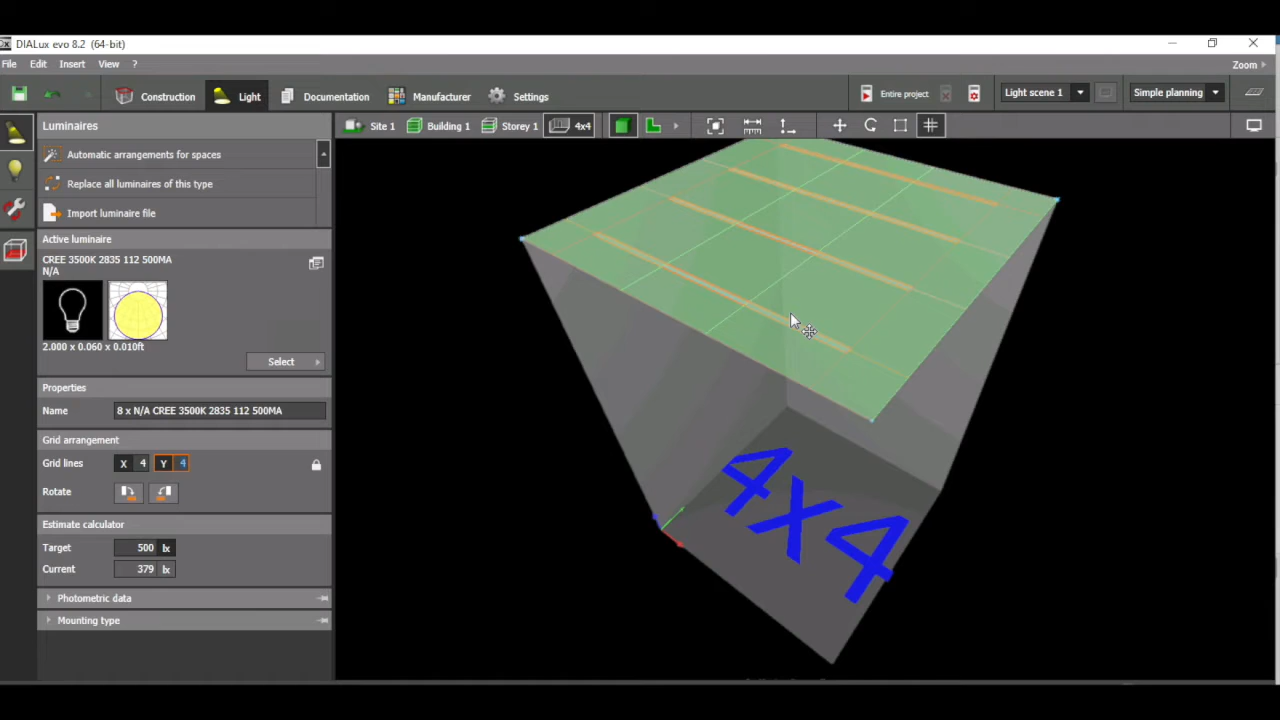 DIALux evo 8.2 (64-bit)
File Edit Insert View ?
Zoom
Construction Light Documentation Manufacturer Settings Entire project Light scene 1 Simple planning
Luminaires
Site 1 Building 1 Storey 1 4x4
Automatic arrangements for spaces
Replace all luminaires of this type
Import luminaire file
Active luminaire
CREE 3500K 2835 112 500MA
N/A
2.000 x 0.060 x 0.010ft
Select
Properties
Name 8 x N/A CREE 3500K 2835 112 500MA
Grid arrangement
Grid lines X 4 Y 4
Rotate
Estimate calculator
Target 500 lx
Current 379 lx
Photometric data
Mounting type
4x4